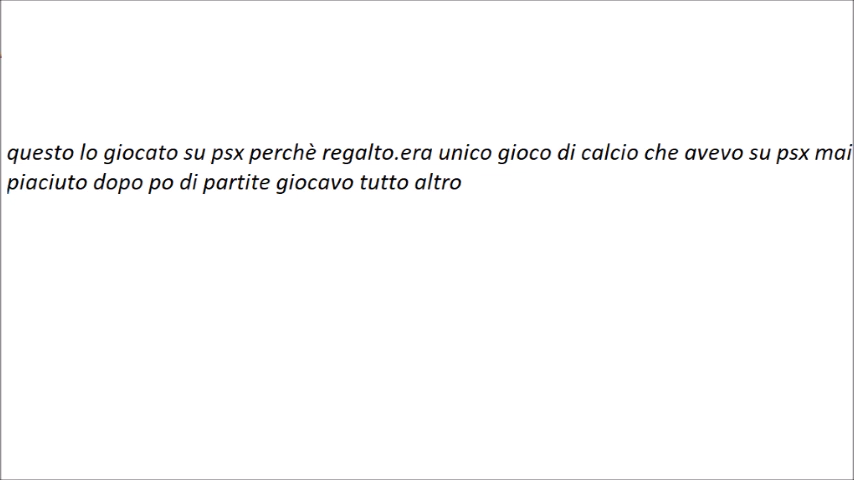 questo lo giocato su psx perchè regalto.era unico gioco di calcio che avevo su psx mai
piaciuto dopo po di partite giocavo tutto altro